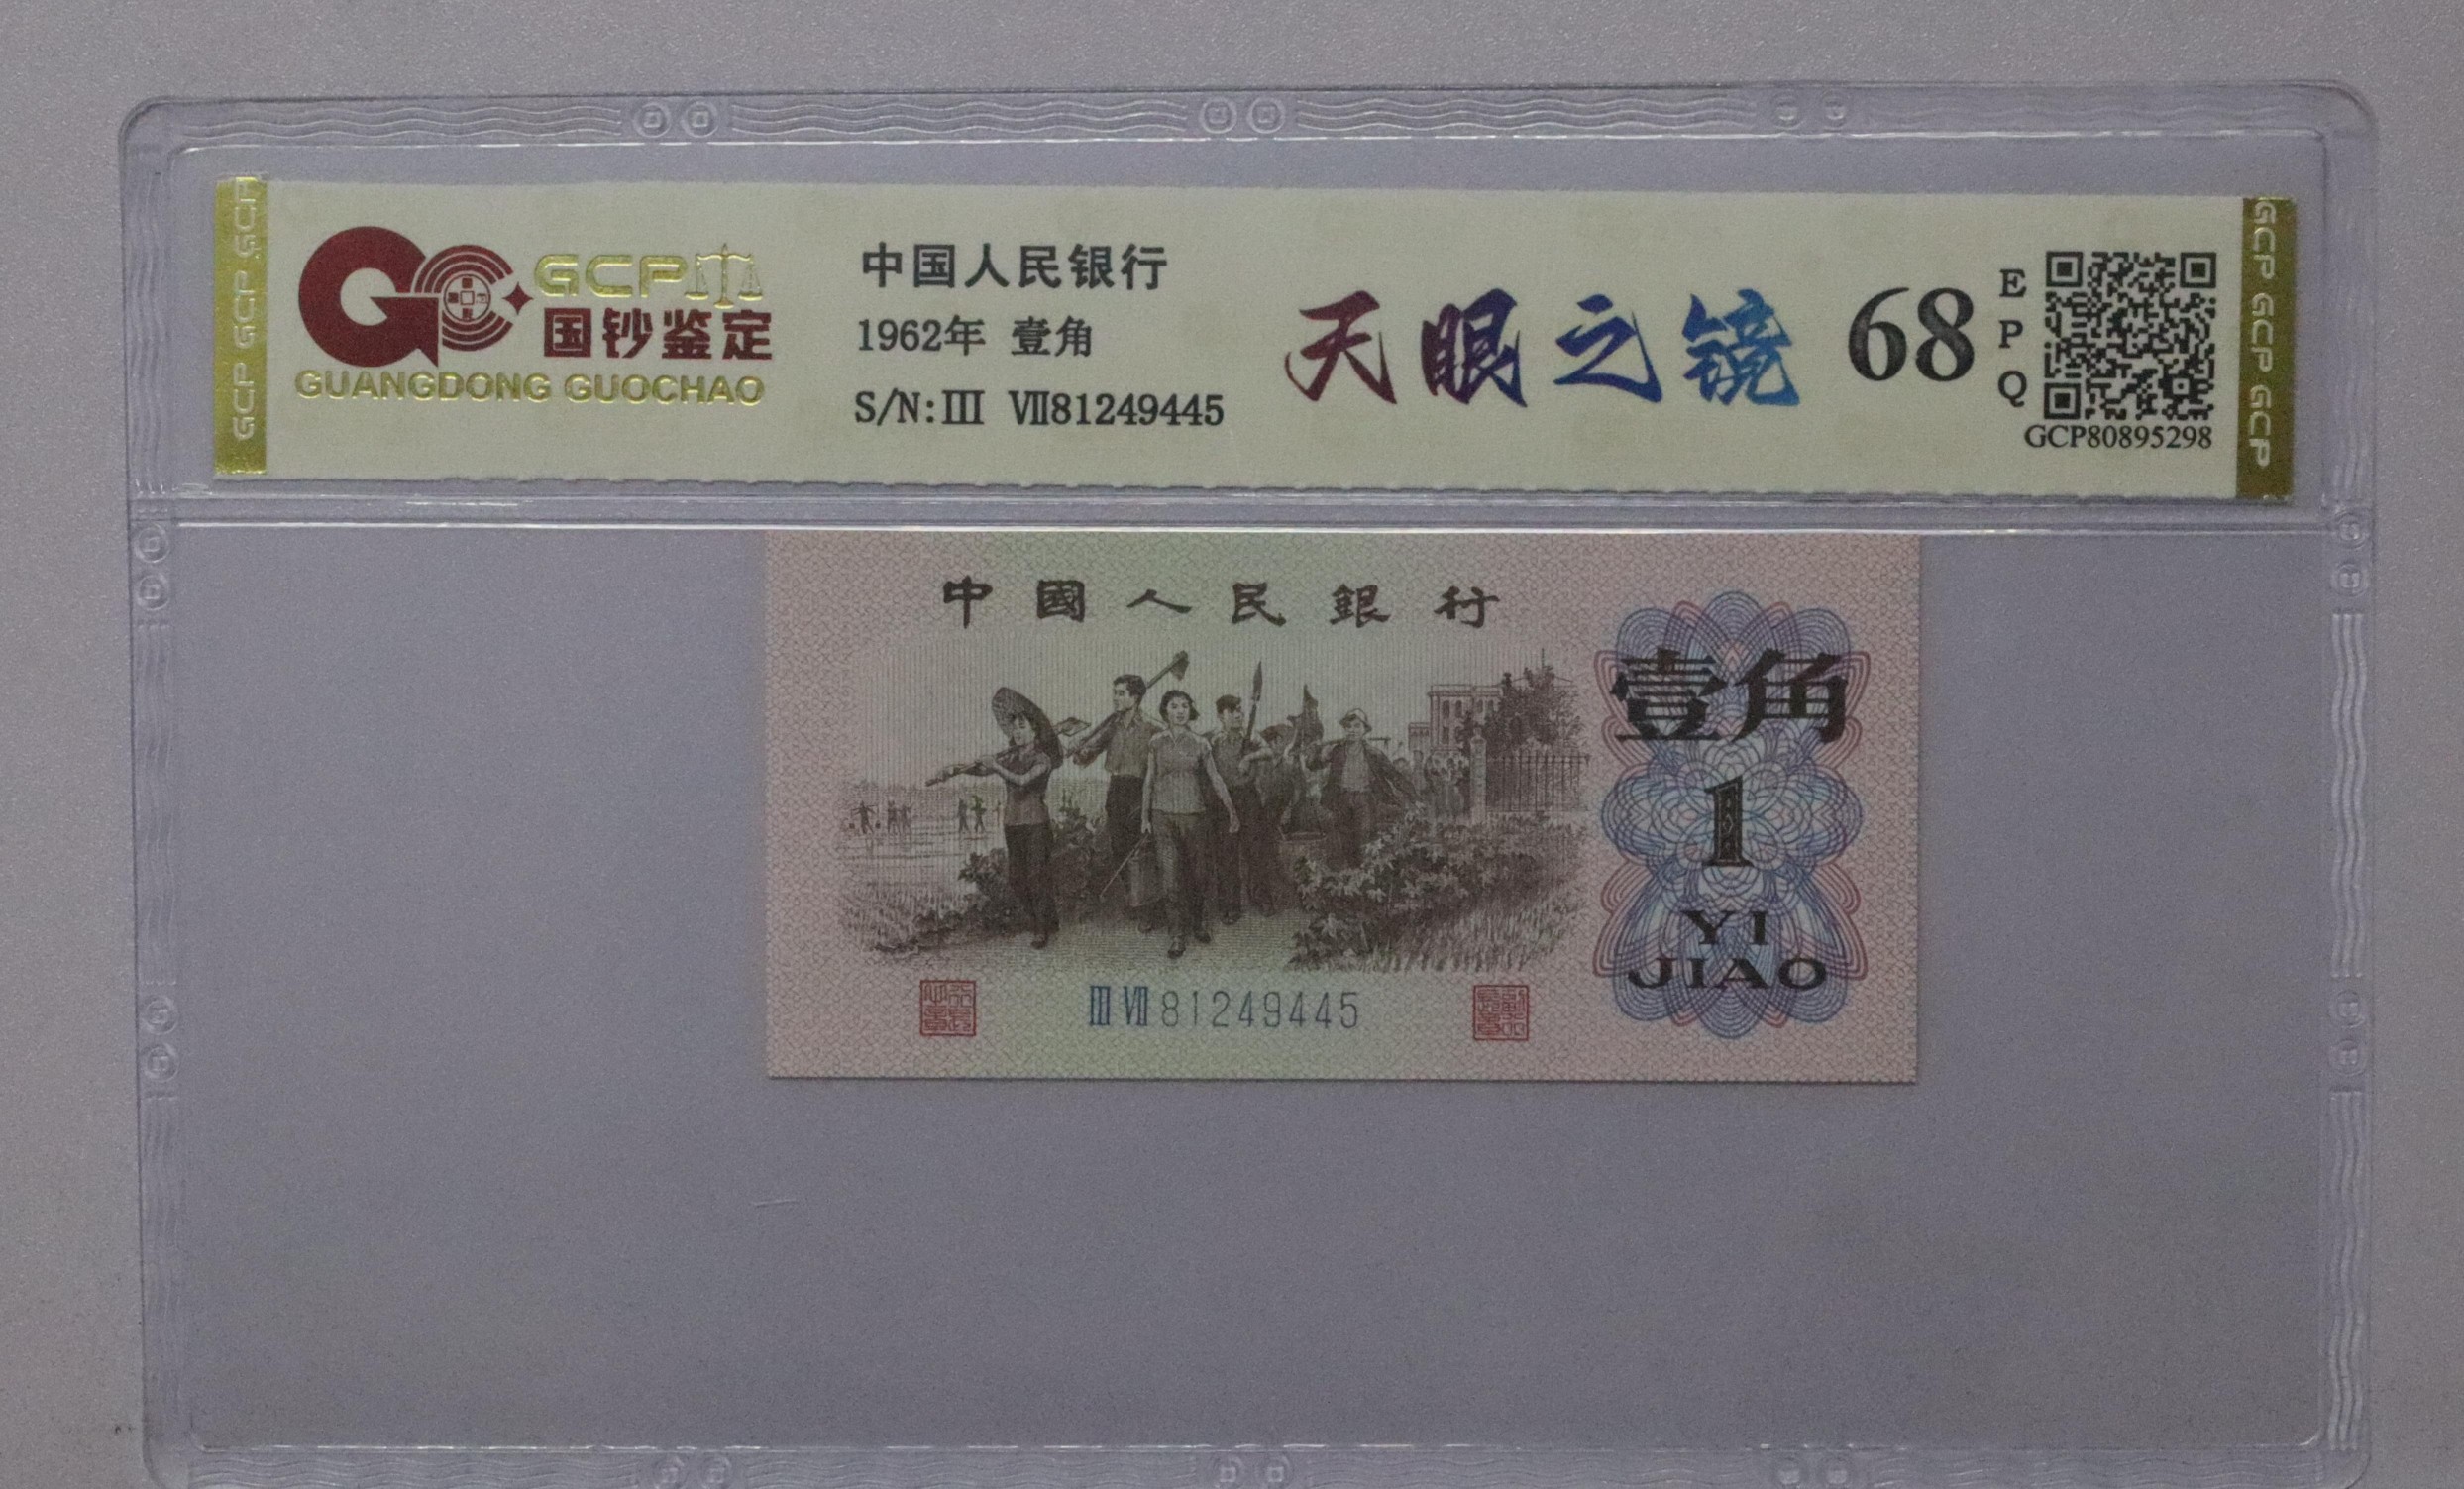 GCP GCP GCP
GCP
国钞鉴定
GUANGDONG GUOCHAO
中国人民银行
1962年 壹角
S/N:III VII81249445
天眼之镜
68
E
P
Q
GCP80895298
GCP GCP GCP
中國人民銀行
壹角
1
YI
JIAO
III VII 81249445